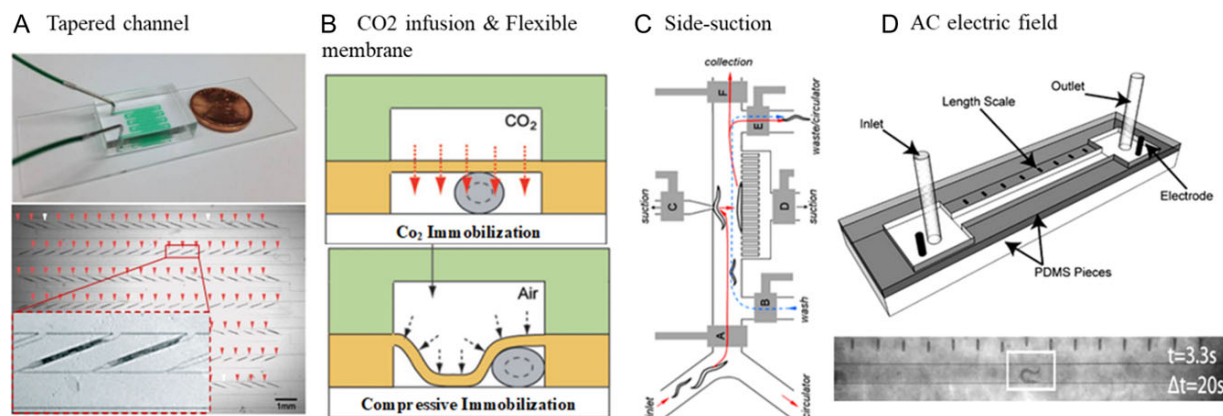 A Tapered channel
1mm
B CO2 infusion & Flexible
membrane
CO2
Co2 Immobilization
Air
Compressive Immobilization
C Side-suction
collection
F
E
waste/circulator
C
suction
D
suction
B
wash
A
inlet
circulator
D AC electric field
Outlet
Length Scale
Inlet
Electrode
PDMS Pieces
t=3.3s
Δt=20s